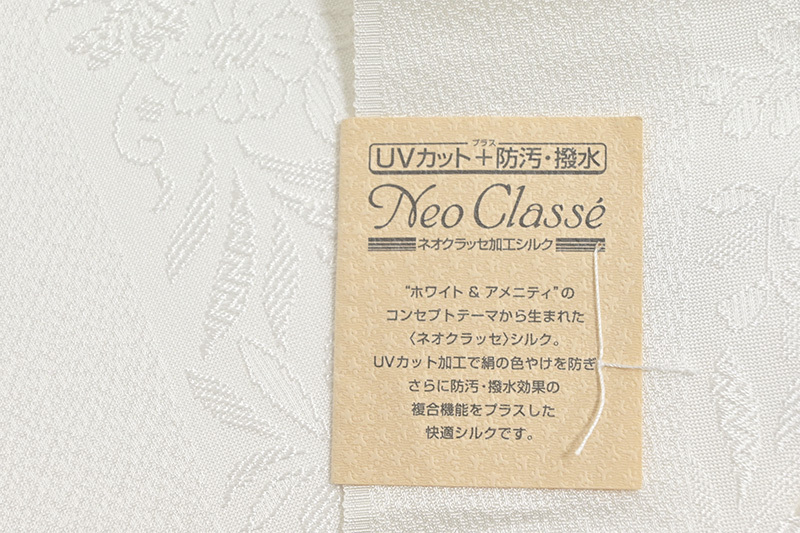 UVカット+プラス防汚・撥水
Neo Classé
ネオクラッセ加工シルク
“ホワイト & アメニティ”の
コンセプトテーマから生まれた
〈ネオクラッセ〉シルク。
UVカット加工で絹の色やけを防ぎ
さらに防汚・撥水効果の
複合機能をプラスした
快適シルクです。